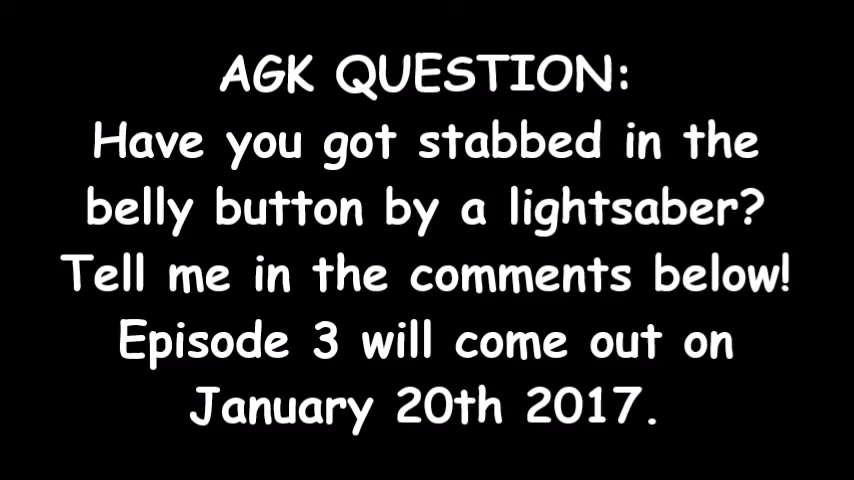 AGK QUESTION:
Have you got stabbed in the
belly button by a lightsaber?
Tell me in the comments below!
Episode 3 will come out on
January 20th 2017.